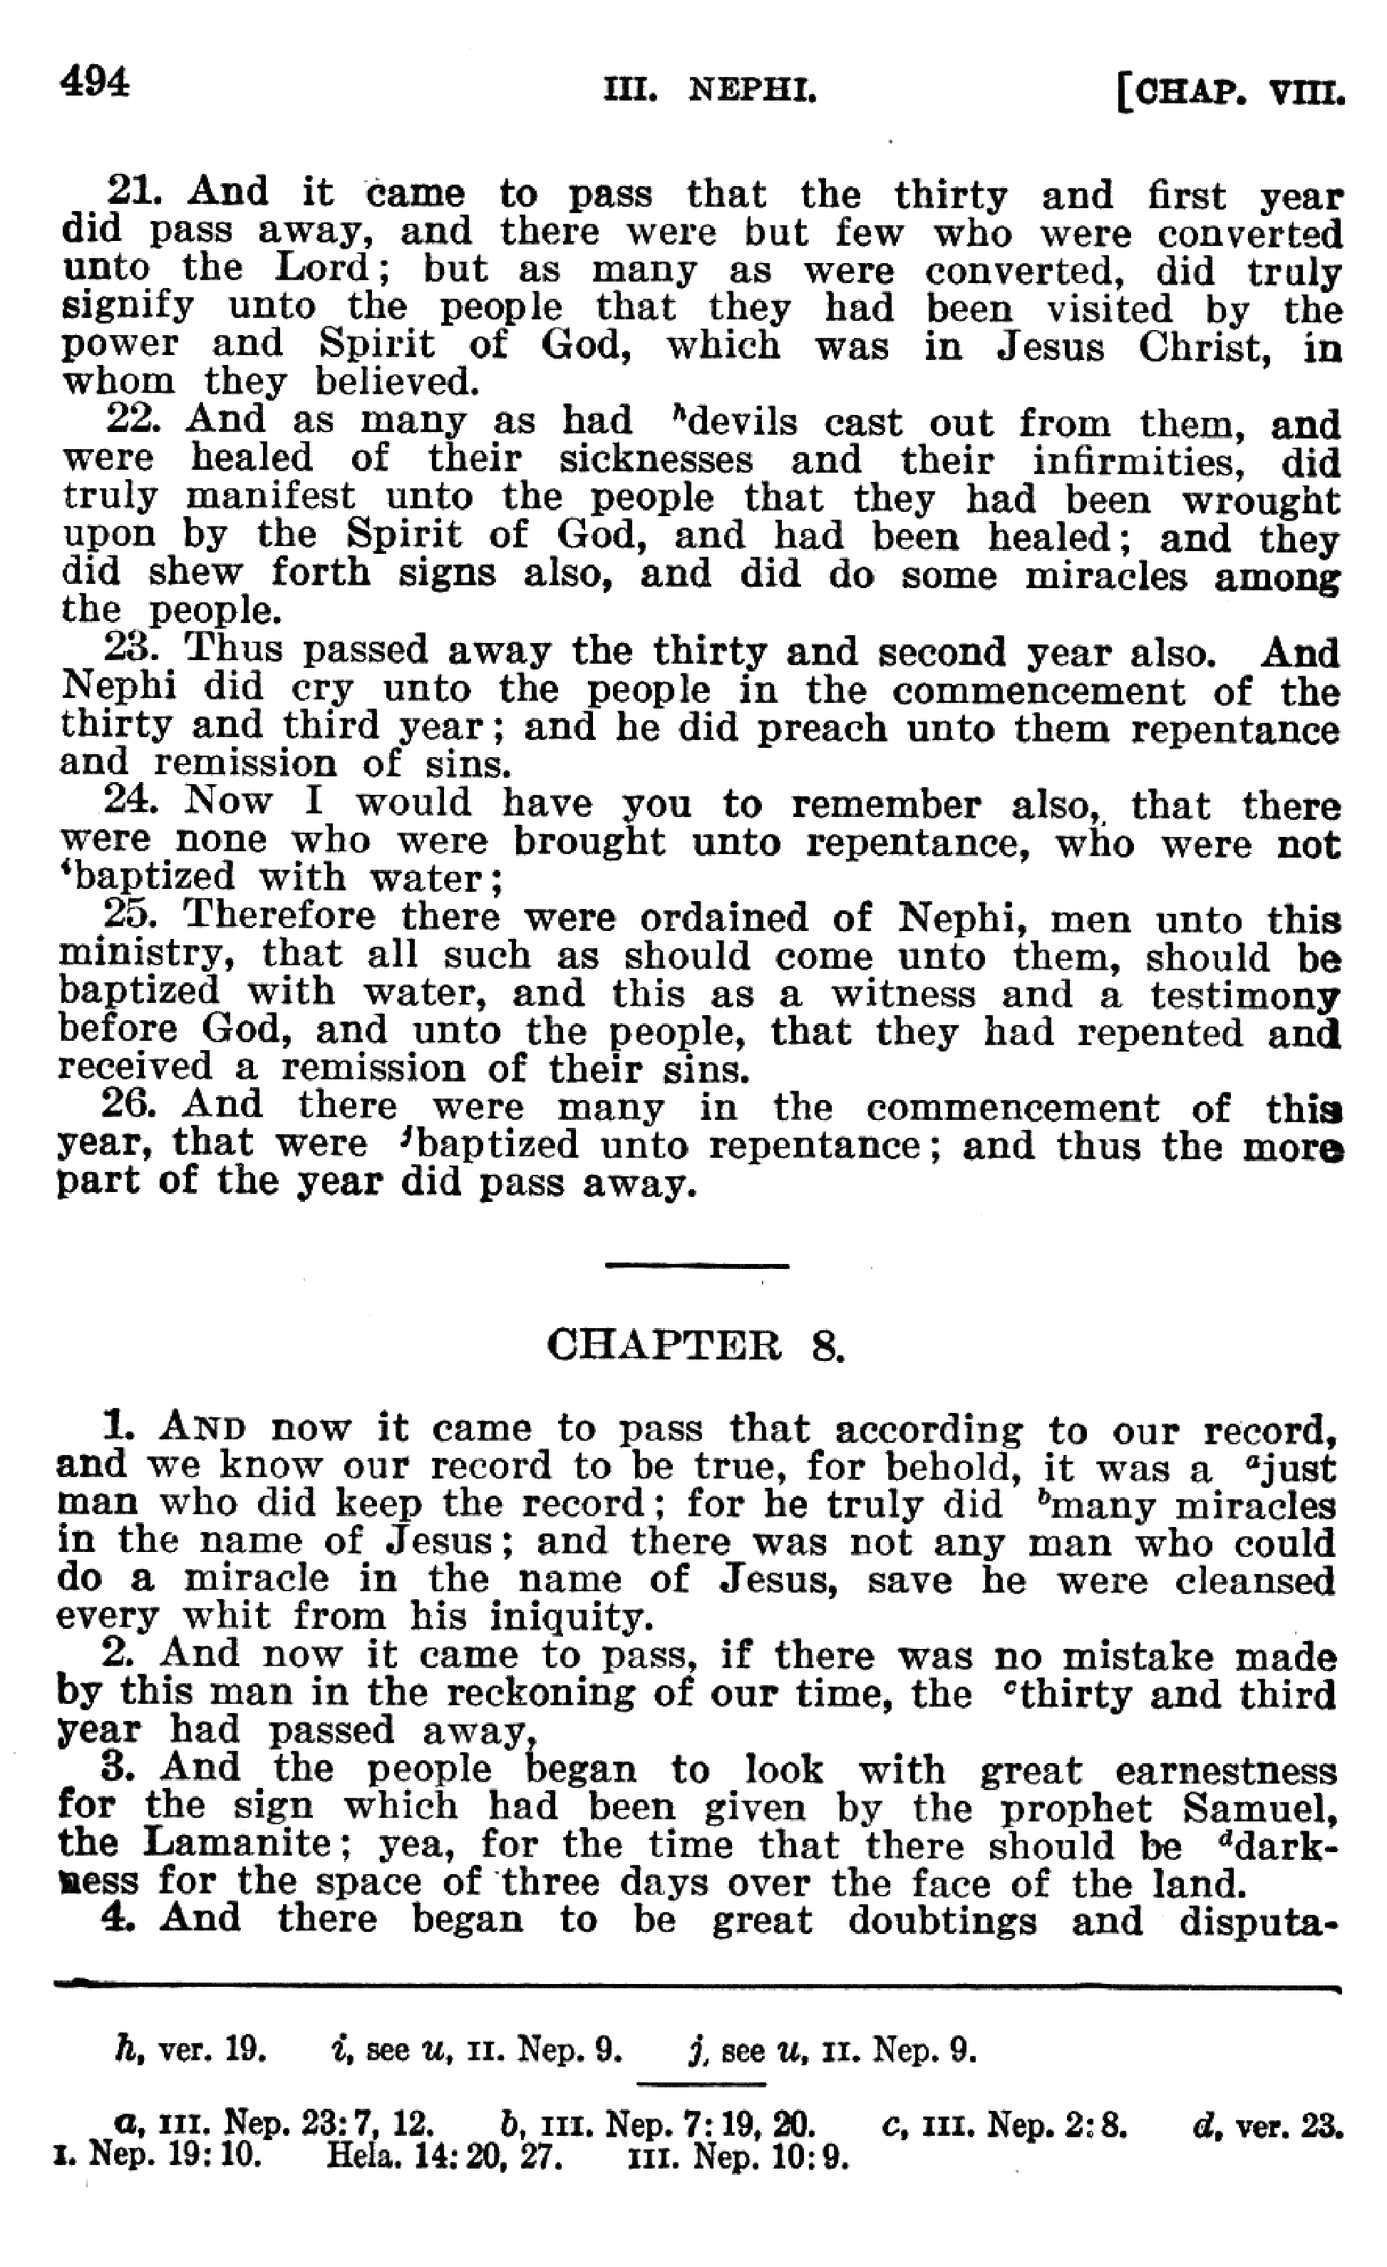 494
III. NEPHI.
[CHAP. VIII.
21. And it came to pass that the thirty and first year
did pass away, and there were but few who were converted
unto the Lord; but as many as were converted, did truly
signify unto the people that they had been visited by the
power and Spirit of God, which was in Jesus Christ, in
whom they believed.
22. And as many as had ʰdevils cast out from them, and
were healed of their sicknesses and their infirmities, did
truly manifest unto the people that they had been wrought
upon by the Spirit of God, and had been healed; and they
did shew forth signs also, and did do some miracles among
the people.
23. Thus passed away the thirty and second year also. And
Nephi did cry unto the people in the commencement of the
thirty and third year; and he did preach unto them repentance
and remission of sins.
24. Now I would have you to remember also, that there
were none who were brought unto repentance, who were not
ⁱbaptized with water;
25. Therefore there were ordained of Nephi, men unto this
ministry, that all such as should come unto them, should be
baptized with water, and this as a witness and a testimony
before God, and unto the people, that they had repented and
received a remission of their sins.
26. And there were many in the commencement of this
year, that were ʲbaptized unto repentance; and thus the more
part of the year did pass away.
CHAPTER 8.
1. AND now it came to pass that according to our record,
and we know our record to be true, for behold, it was a ᵃjust
man who did keep the record; for he truly did ᵇmany miracles
in the name of Jesus; and there was not any man who could
do a miracle in the name of Jesus, save he were cleansed
every whit from his iniquity.
2. And now it came to pass, if there was no mistake made
by this man in the reckoning of our time, the ᶜthirty and third
year had passed away,
3. And the people began to look with great earnestness
for the sign which had been given by the prophet Samuel,
the Lamanite; yea, for the time that there should be ᵈdark-
ness for the space of three days over the face of the land.
4. And there began to be great doubtings and disputa-
h, ver. 19. i, see u, II. Nep. 9. j, see u, II. Nep. 9.
a, III. Nep. 23:7, 12. b, III. Nep. 7:19, 20. c, III. Nep. 2:8. d, ver. 23.
I. Nep. 19:10. Hela. 14:20, 27. III. Nep. 10:9.